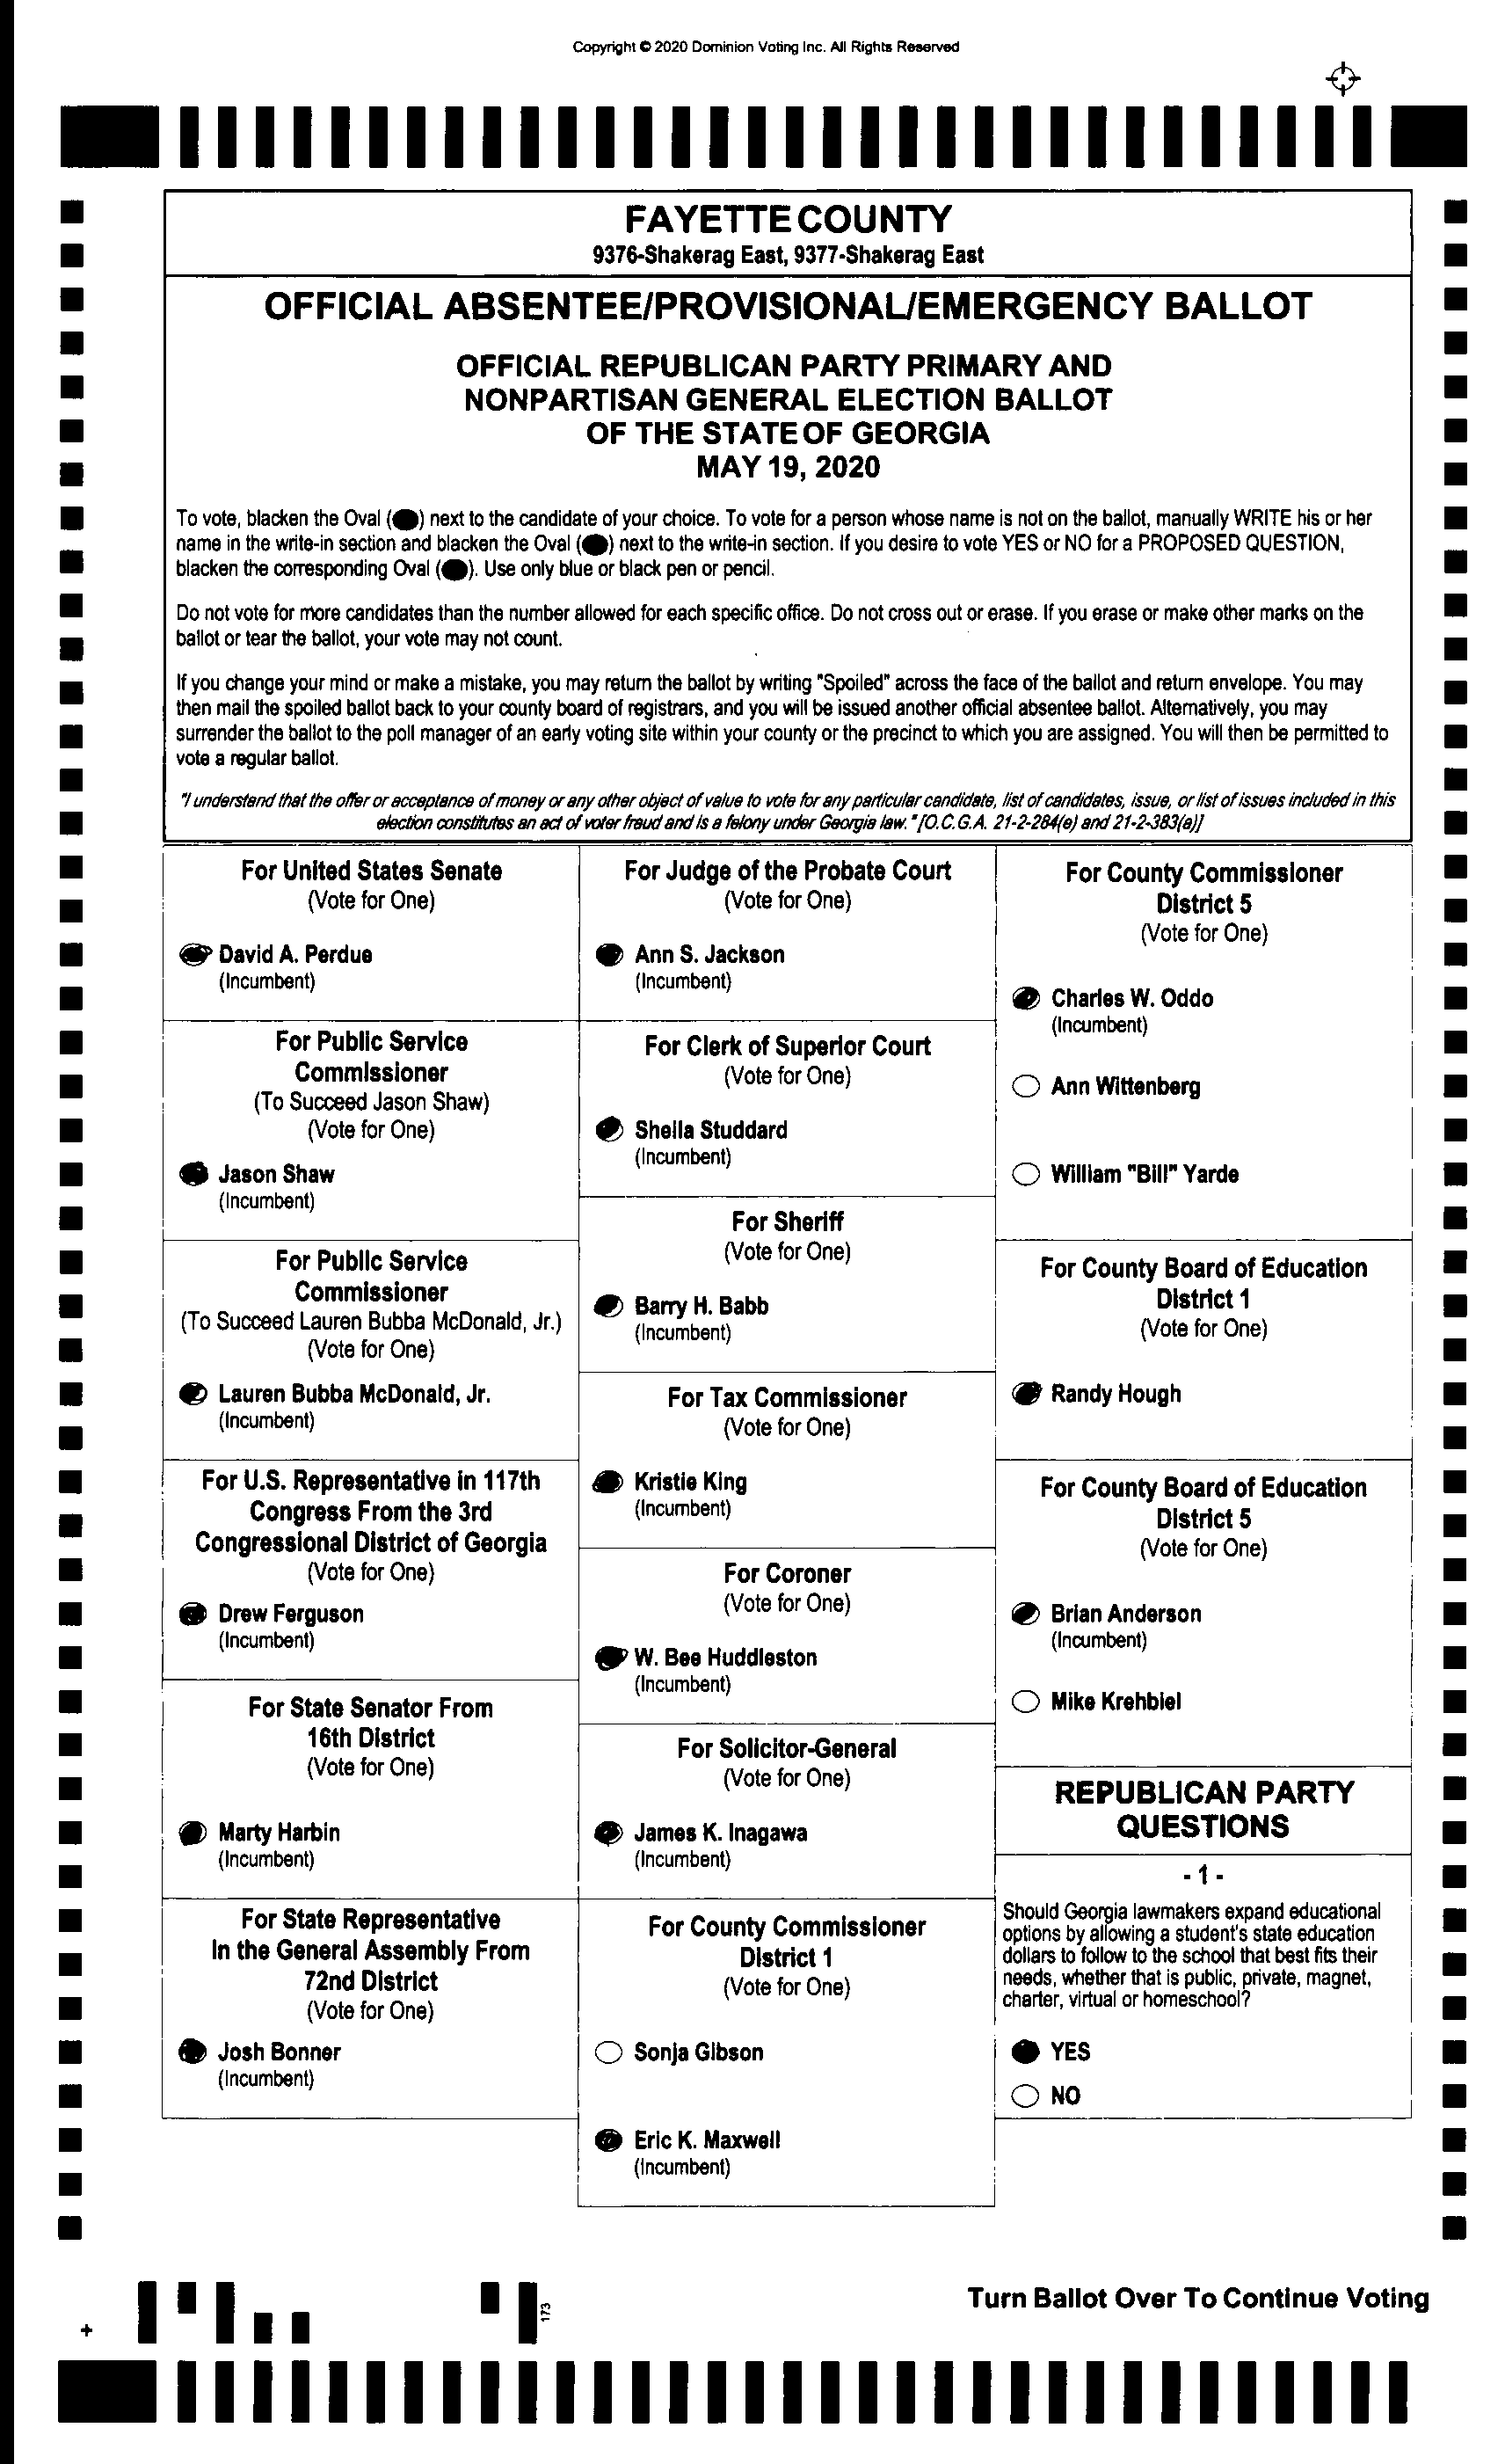 Copyright © 2020 Dominion Voting Inc. All Rights Reserved
FAYETTE COUNTY
9376-Shakerag East, 9377-Shakerag East
OFFICIAL ABSENTEE/PROVISIONAL/EMERGENCY BALLOT
OFFICIAL REPUBLICAN PARTY PRIMARY AND
NONPARTISAN GENERAL ELECTION BALLOT
OF THE STATE OF GEORGIA
MAY 19, 2020
To vote, blacken the Oval (⬬) next to the candidate of your choice. To vote for a person whose name is not on the ballot, manually WRITE his or her
name in the write-in section and blacken the Oval (⬬) next to the write-in section. If you desire to vote YES or NO for a PROPOSED QUESTION,
blacken the corresponding Oval (⬬). Use only blue or black pen or pencil.
Do not vote for more candidates than the number allowed for each specific office. Do not cross out or erase. If you erase or make other marks on the
ballot or tear the ballot, your vote may not count.
If you change your mind or make a mistake, you may return the ballot by writing "Spoiled" across the face of the ballot and return envelope. You may
then mail the spoiled ballot back to your county board of registrars, and you will be issued another official absentee ballot. Alternatively, you may
surrender the ballot to the poll manager of an early voting site within your county or the precinct to which you are assigned. You will then be permitted to
vote a regular ballot.
"I understand that the offer or acceptance of money or any other object of value to vote for any particular candidate, list of candidates, issue, or list of issues included in this
election constitutes an act of voter fraud and is a felony under Georgia law." [O.C.G.A. 21-2-284(e) and 21-2-383(a)]
For United States Senate
(Vote for One)
David A. Perdue
(Incumbent)
For Public Service
Commissioner
(To Succeed Jason Shaw)
(Vote for One)
Jason Shaw
(Incumbent)
For Public Service
Commissioner
(To Succeed Lauren Bubba McDonald, Jr.)
(Vote for One)
Lauren Bubba McDonald, Jr.
(Incumbent)
For U.S. Representative in 117th
Congress From the 3rd
Congressional District of Georgia
(Vote for One)
Drew Ferguson
(Incumbent)
For State Senator From
16th District
(Vote for One)
Marty Harbin
(Incumbent)
For State Representative
In the General Assembly From
72nd District
(Vote for One)
Josh Bonner
(Incumbent)
For Judge of the Probate Court
(Vote for One)
Ann S. Jackson
(Incumbent)
For Clerk of Superior Court
(Vote for One)
Sheila Studdard
(Incumbent)
For Sheriff
(Vote for One)
Barry H. Babb
(Incumbent)
For Tax Commissioner
(Vote for One)
Kristie King
(Incumbent)
For Coroner
(Vote for One)
W. Bee Huddleston
(Incumbent)
For Solicitor-General
(Vote for One)
James K. Inagawa
(Incumbent)
For County Commissioner
District 1
(Vote for One)
Sonja Gibson
Eric K. Maxwell
(Incumbent)
For County Commissioner
District 5
(Vote for One)
Charles W. Oddo
(Incumbent)
Ann Wittenberg
William "Bill" Yarde
For County Board of Education
District 1
(Vote for One)
Randy Hough
For County Board of Education
District 5
(Vote for One)
Brian Anderson
(Incumbent)
Mike Krehbiel
REPUBLICAN PARTY
QUESTIONS
- 1 -
Should Georgia lawmakers expand educational
options by allowing a student's state education
dollars to follow to the school that best fits their
needs, whether that is public, private, magnet,
charter, virtual or homeschool?
YES
NO
Turn Ballot Over To Continue Voting
173
+